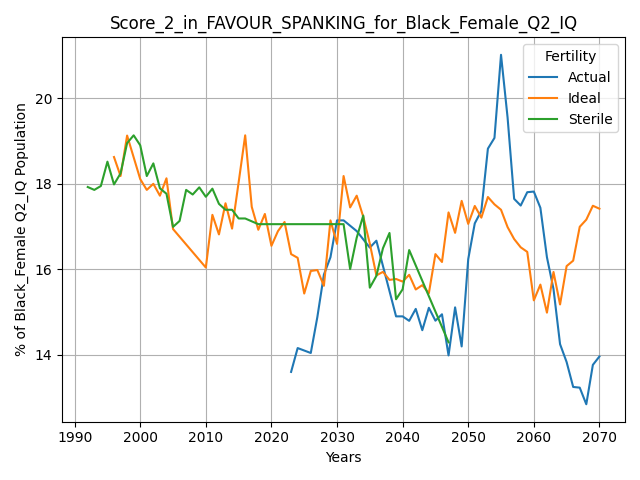 Score_2_in_FAVOUR_SPANKING_for_Black_Female_Q2_IQ
Fertility
Actual
Ideal
Sterile
% of Black_Female Q2_IQ Population
20
18
16
14
1990 2000 2010 2020 2030 2040 2050 2060 2070
Years